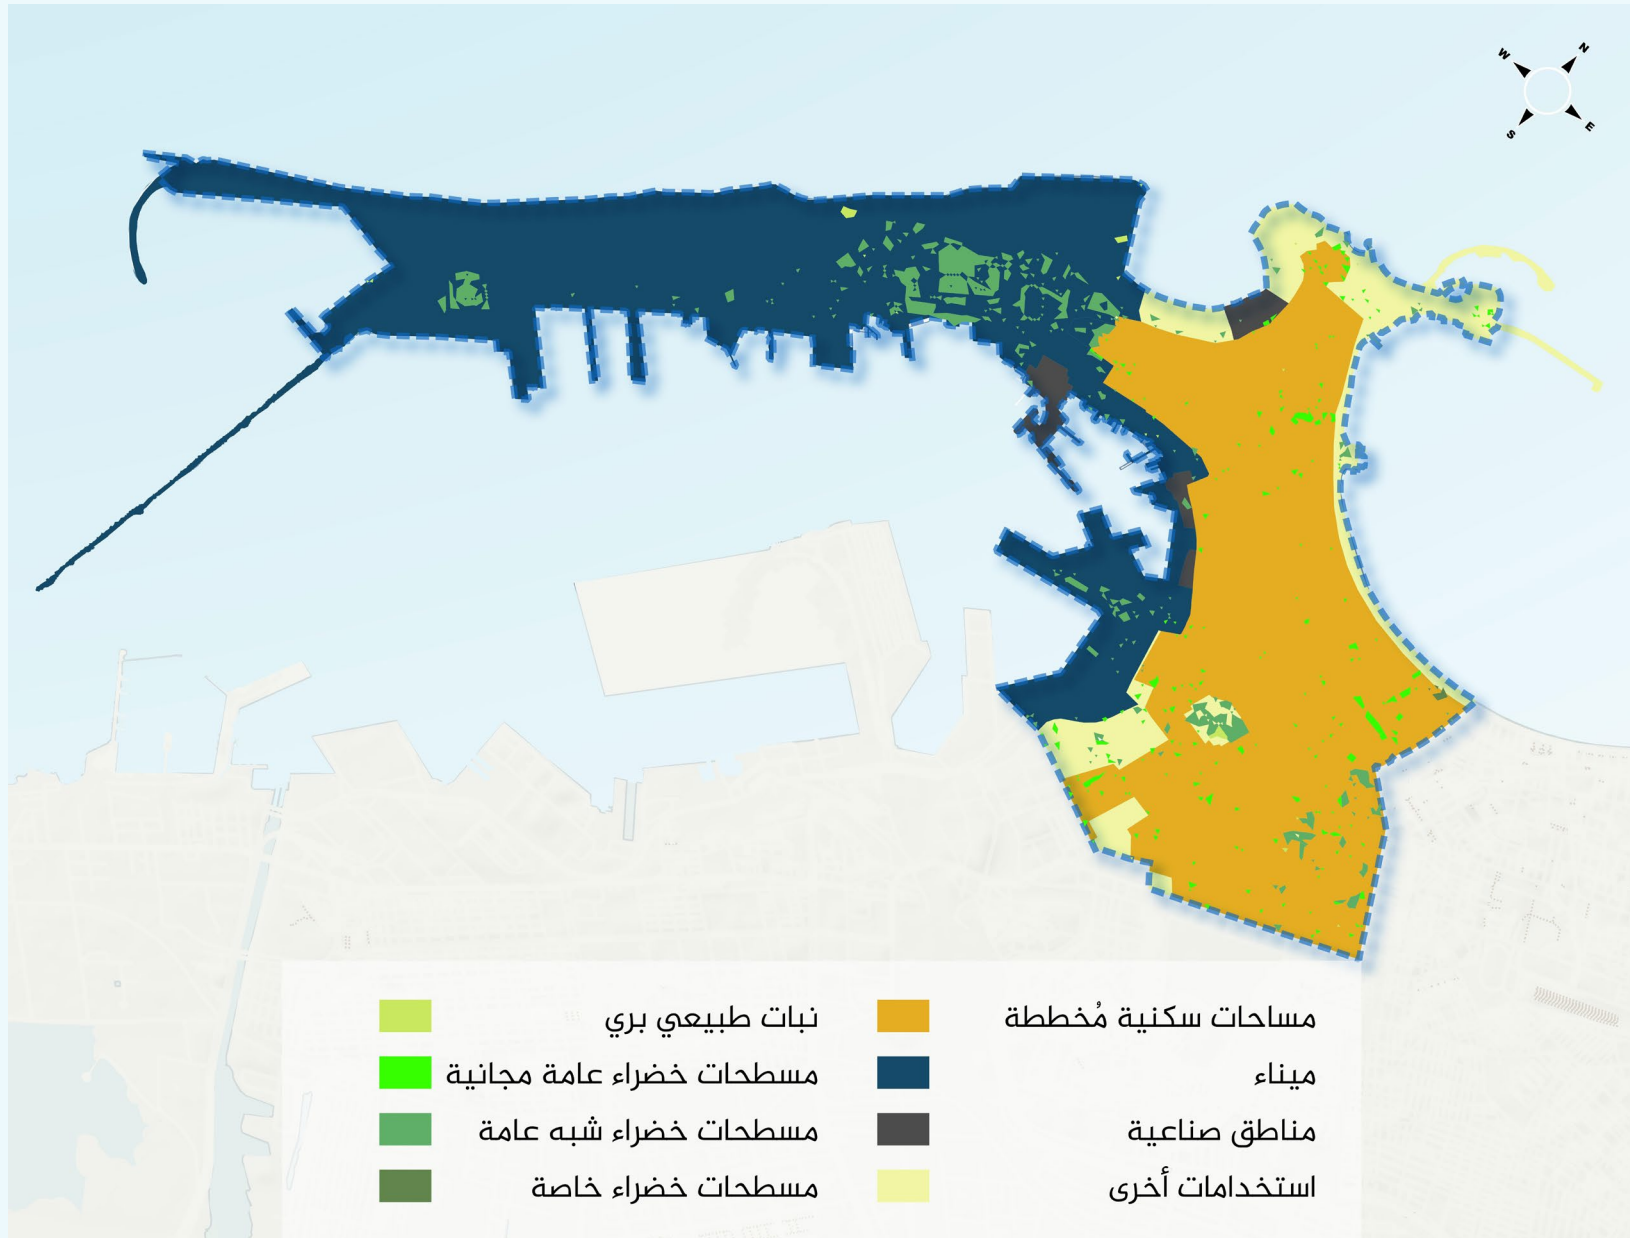 W
N
S
E
مساحات سكنية مُخططة
ميناء
مناطق صناعية
استخدامات أخرى
نبات طبيعي بري
مسطحات خضراء عامة مجانية
مسطحات خضراء شبه عامة
مسطحات خضراء خاصة